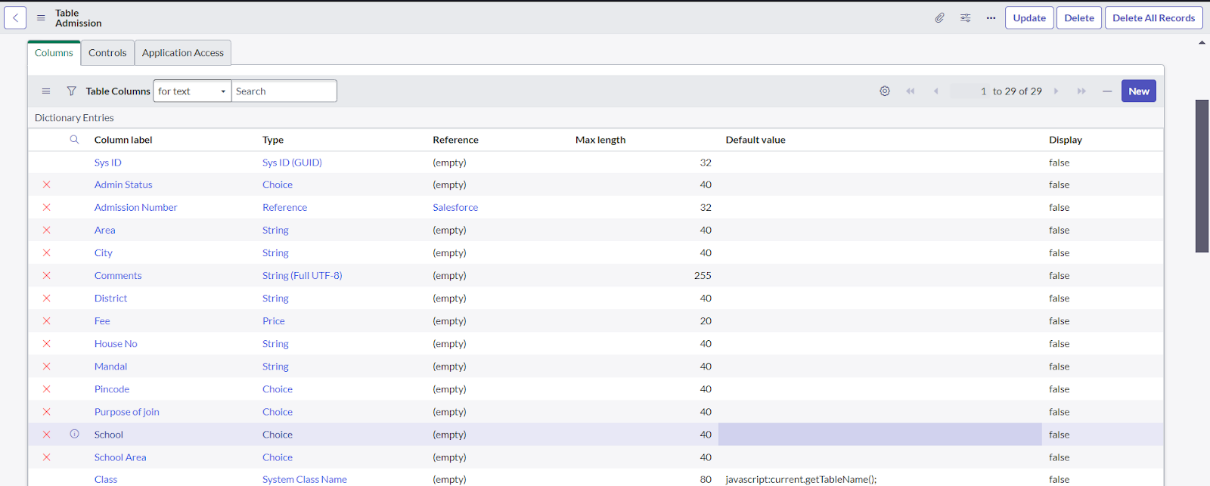 Table
Admission
Update Delete Delete All Records
Columns Controls Application Access
Table Columns for text Search 1 to 29 of 29 New
Dictionary Entries
Column label Type Reference Max length Default value Display
Sys ID Sys ID (GUID) (empty) 32 false
Admin Status Choice (empty) 40 false
Admission Number Reference Salesforce 32 false
Area String (empty) 40 false
City String (empty) 40 false
Comments String (Full UTF-8) (empty) 255 false
District String (empty) 40 false
Fee Price (empty) 20 false
House No String (empty) 40 false
Mandal String (empty) 40 false
Pincode Choice (empty) 40 false
Purpose of join Choice (empty) 40 false
School Choice (empty) 40 false
School Area Choice (empty) 40 false
Class System Class Name (empty) 80 javascript:current.getTableName(); false